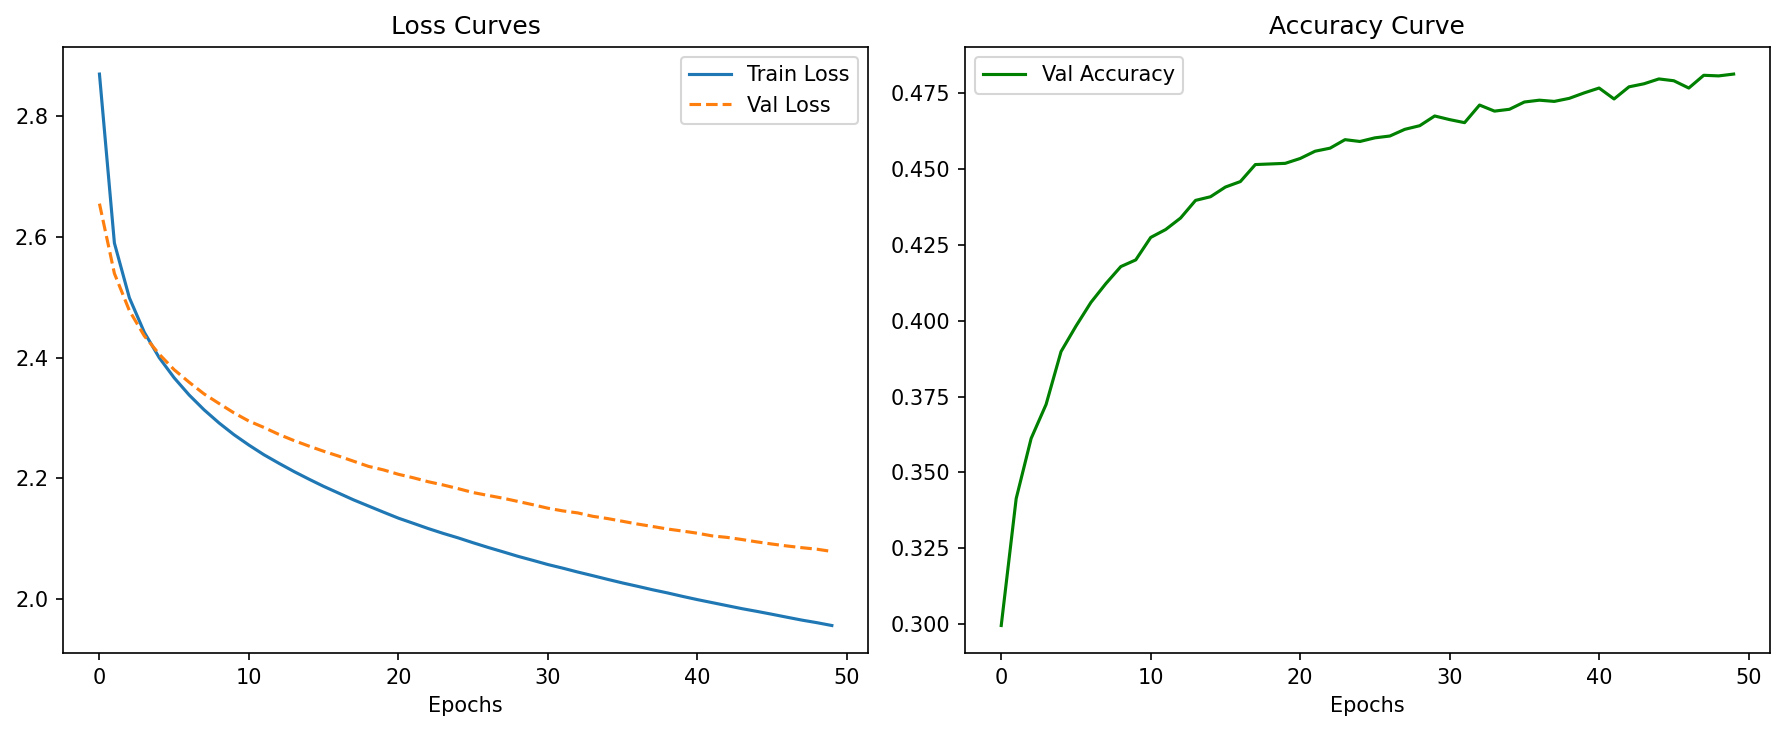 Loss Curves
Train Loss
Val Loss
2.8
2.6
2.4
2.2
2.0
0 10 20 30 40 50
Epochs
Accuracy Curve
Val Accuracy
0.475
0.450
0.425
0.400
0.375
0.350
0.325
0.300
0 10 20 30 40 50
Epochs